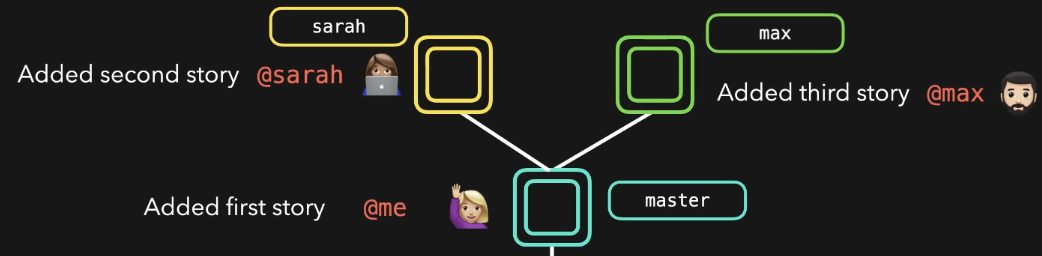 sarah
max
Added second story @sarah
Added third story @max
Added first story @me
master